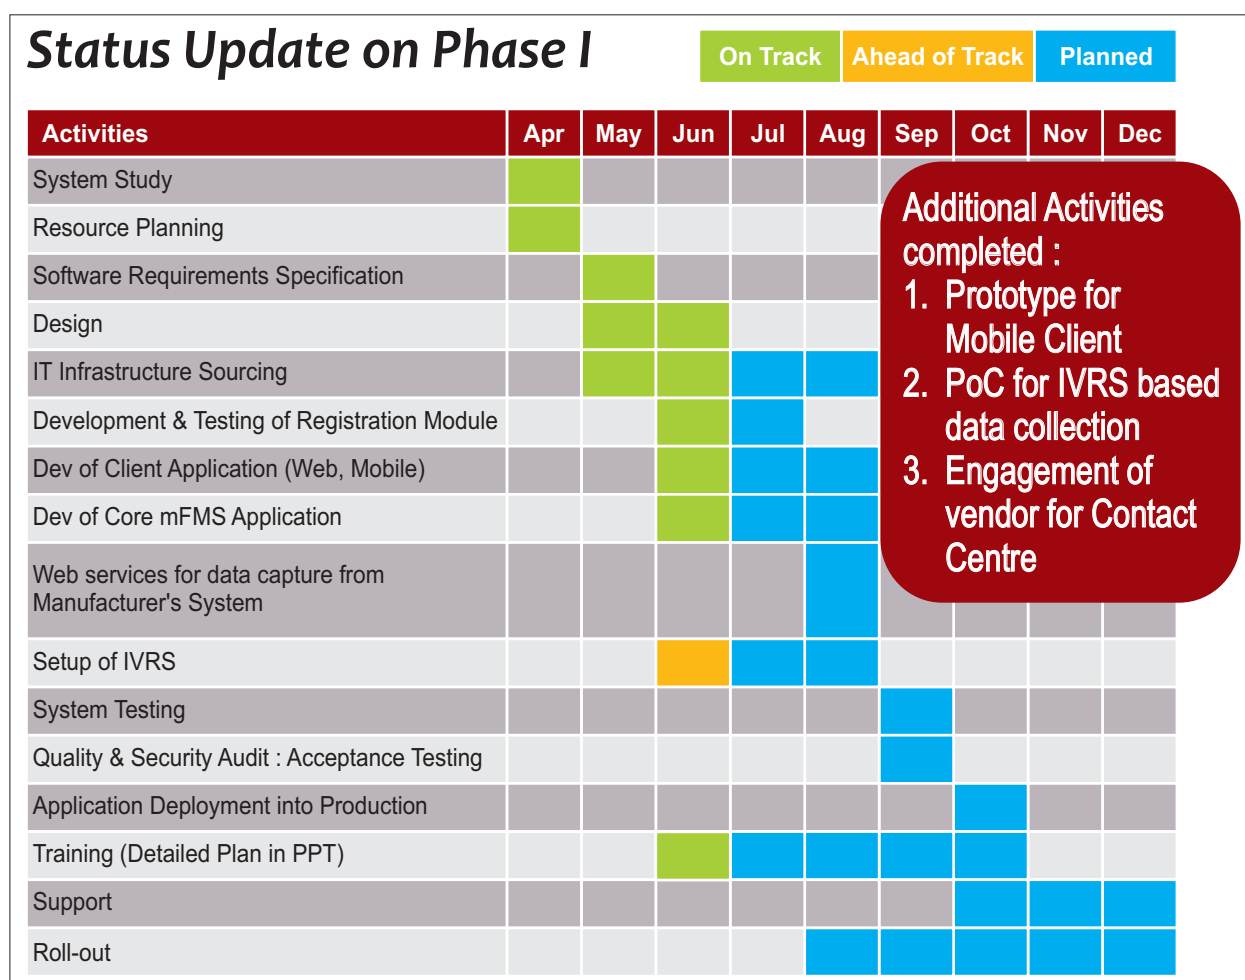 Status Update on Phase I
On Track Ahead of Track Planned
Activities Apr May Jun Jul Aug Sep Oct Nov Dec
System Study
Resource Planning
Software Requirements Specification
Design
IT Infrastructure Sourcing
Development & Testing of Registration Module
Dev of Client Application (Web, Mobile)
Dev of Core mFMS Application
Web services for data capture from
Manufacturer's System
Setup of IVRS
System Testing
Quality & Security Audit : Acceptance Testing
Application Deployment into Production
Training (Detailed Plan in PPT)
Support
Roll-out
Additional Activities
completed :
1. Prototype for
Mobile Client
2. PoC for IVRS based
data collection
3. Engagement of
vendor for Contact
Centre